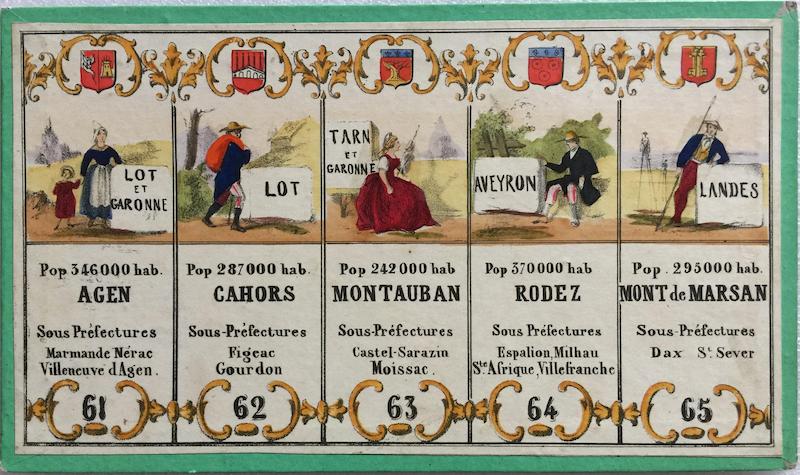 LOT
ET
GARONNE
Pop 346000 hab.
AGEN
Sous Préfectures
Marmande Nérac
Villeneuve d'Agen.
61
LOT
Pop 287000 hab.
CAHORS
Sous-Préfectures
Figeac
Gourdon
62
TARN
ET
GARONNE
Pop 242000 hab
MONTAUBAN
Sous-Préfectures
Castel-Sarazin
Moissac.
63
AVEYRON
Pop 370000 hab.
RODEZ
Sous Préfectures
Espalion, Milhau
Ste Afrique, Villefranche
64
LANDES
Pop. 295000 hab.
MONT de MARSAN
Sous-Préfectures
Dax St. Sever
65